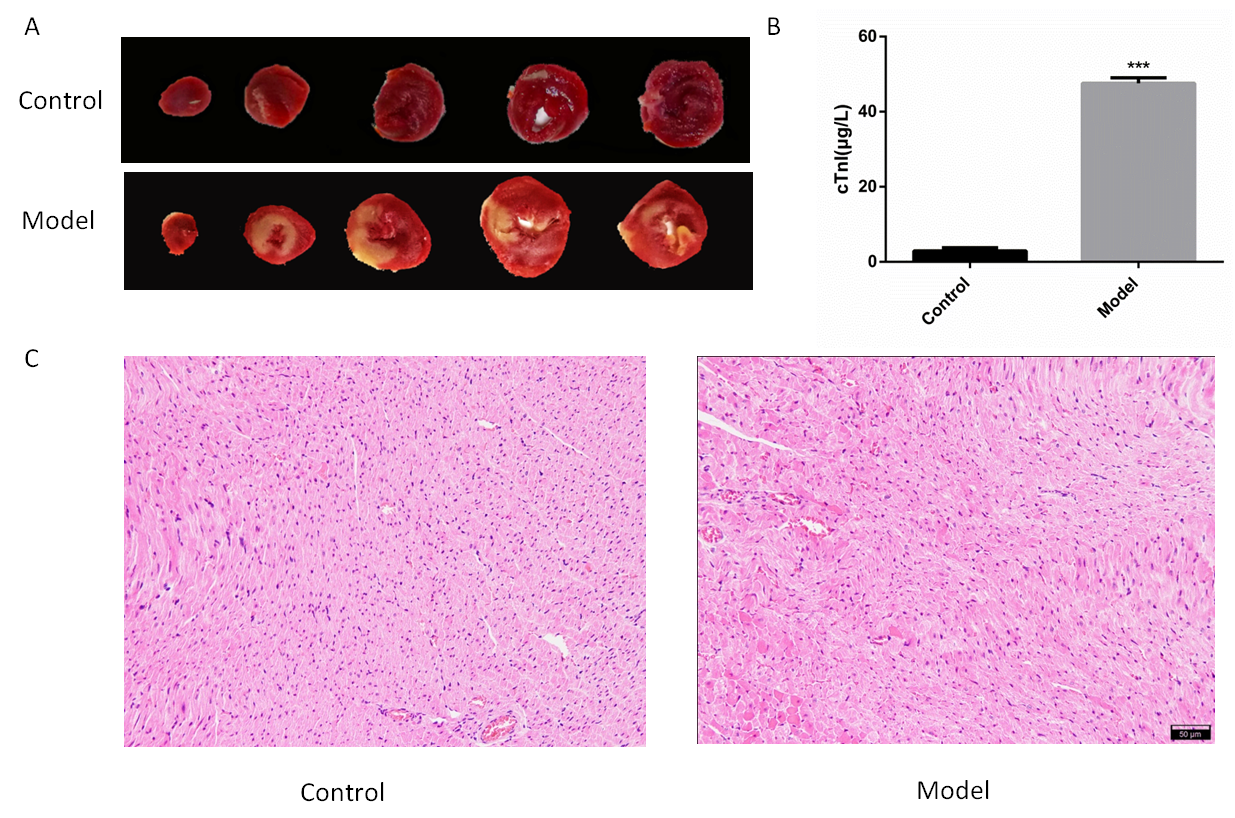 A
Control
Model
B
60
40
20
0
cTnI(µg/L)
***
Control
Model
C
50 µm
Control
Model